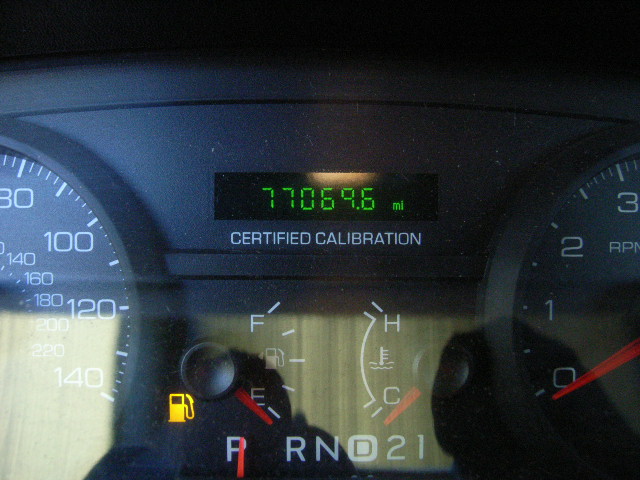 77069.6 mi
CERTIFIED CALIBRATION
80
100
120
140
140
160
180
200
220
F
E
H
C
P R N D 2 1
3
2
1
0
RPM